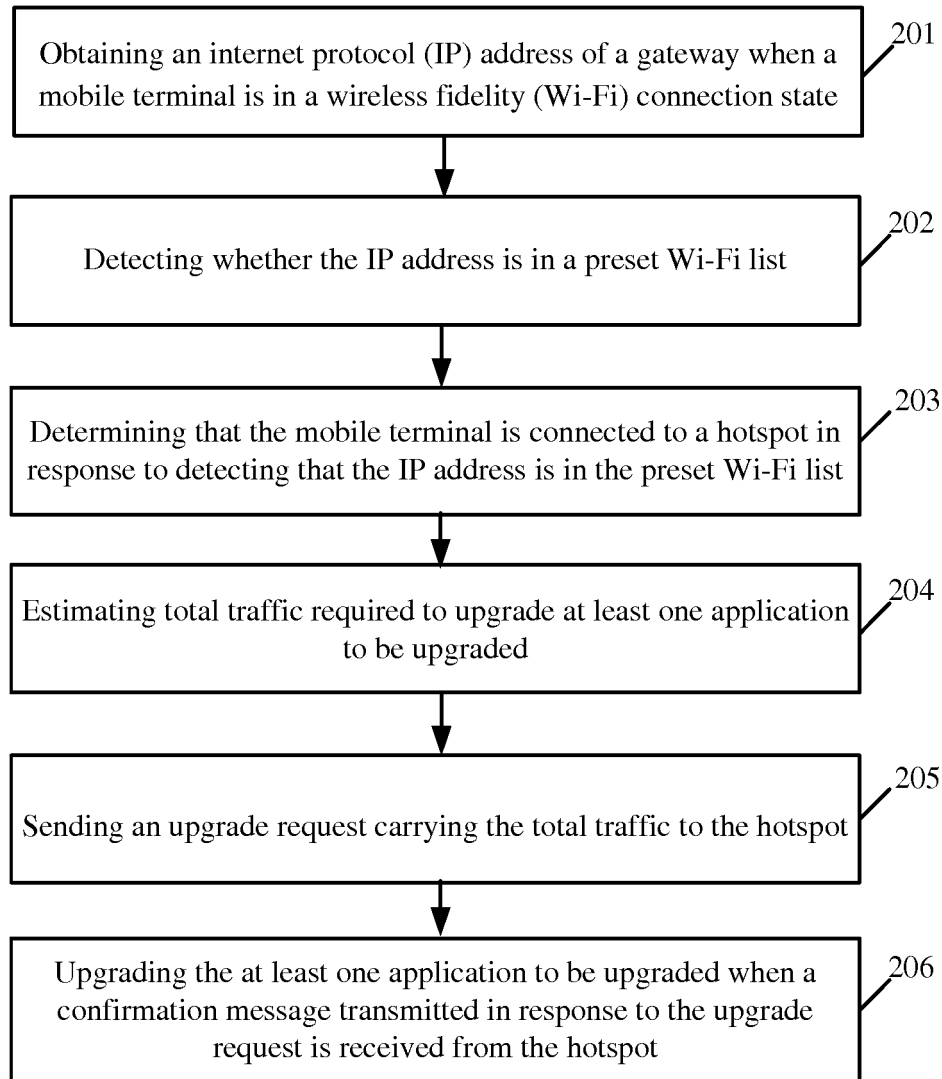 Obtaining an internet protocol (IP) address of a gateway when a
mobile terminal is in a wireless fidelity (Wi-Fi) connection state
201
Detecting whether the IP address is in a preset Wi-Fi list
202
Determining that the mobile terminal is connected to a hotspot in
response to detecting that the IP address is in the preset Wi-Fi list
203
Estimating total traffic required to upgrade at least one application
to be upgraded
204
Sending an upgrade request carrying the total traffic to the hotspot
205
Upgrading the at least one application to be upgraded when a
confirmation message transmitted in response to the upgrade
request is received from the hotspot
206